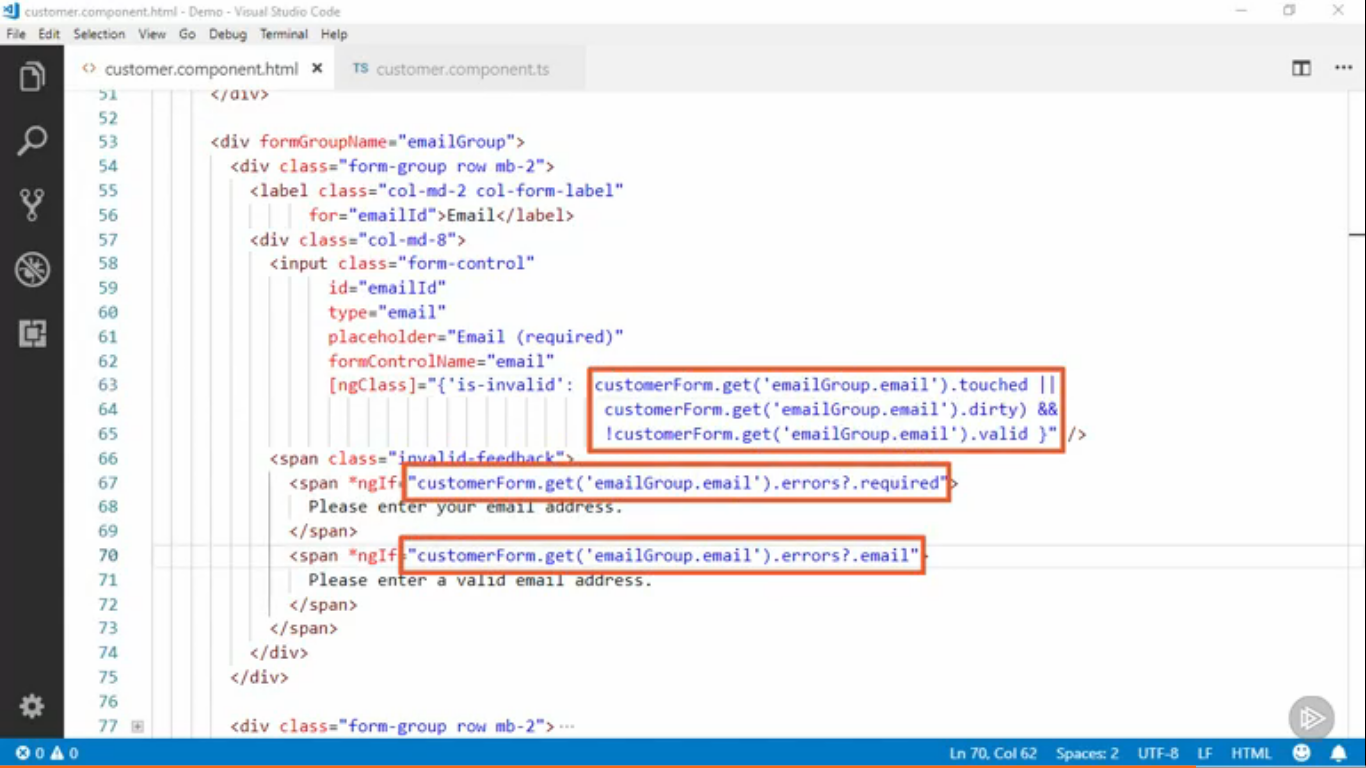 customer.component.html - Demo - Visual Studio Code
File Edit Selection View Go Debug Terminal Help
<> customer.component.html × TS customer.component.ts
51 </div>
52
53 <div formGroupName="emailGroup">
54 <div class="form-group row mb-2">
55 <label class="col-md-2 col-form-label"
56 for="emailId">Email</label>
57 <div class="col-md-8">
58 <input class="form-control"
59 id="emailId"
60 type="email"
61 placeholder="Email (required)"
62 formControlName="email"
63 [ngClass]="{'is-invalid': customerForm.get('emailGroup.email').touched ||
64 customerForm.get('emailGroup.email').dirty) &&
65 !customerForm.get('emailGroup.email').valid }" />
66 <span class="invalid-feedback">
67 <span *ngIf="customerForm.get('emailGroup.email').errors?.required">
68 Please enter your email address.
69 </span>
70 <span *ngIf="customerForm.get('emailGroup.email').errors?.email">
71 Please enter a valid email address.
72 </span>
73 </span>
74 </div>
75 </div>
76
77 <div class="form-group row mb-2">...
0 0 Ln 70, Col 62 Spaces: 2 UTF-8 LF HTML